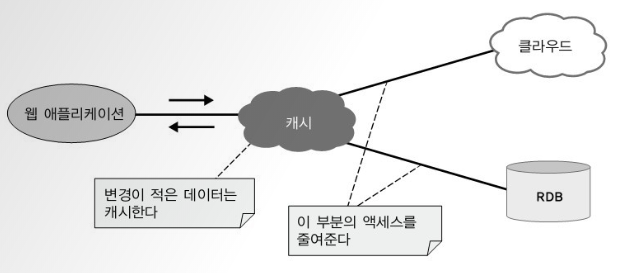 클라우드
웹 애플리케이션
캐시
변경이 적은 데이터는
캐시한다
RDB
이 부분의 액세스를
줄여준다